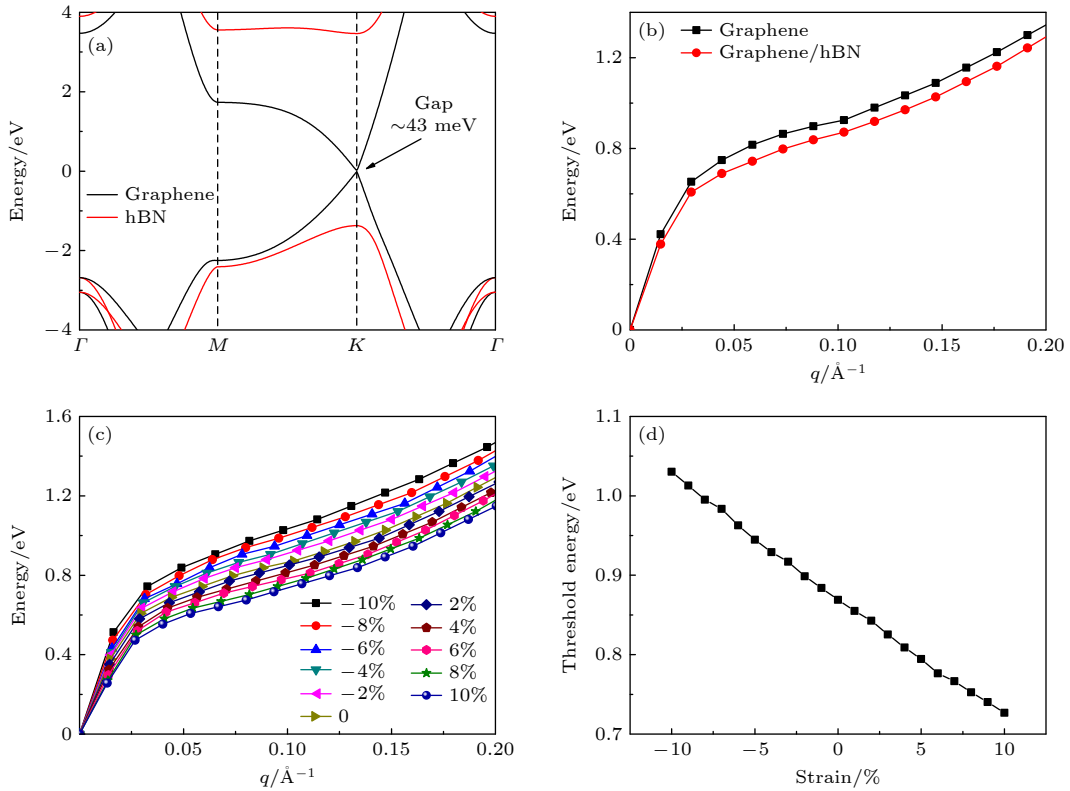 (a)
Energy/eV
4
2
0
−2
−4
Gap
~43 meV
Graphene
hBN
Γ
M
K
Γ
(b)
Graphene
Graphene/hBN
Energy/eV
1.2
0.8
0.4
0
0
0.05
0.10
0.15
0.20
q/Å−1
(c)
Energy/eV
1.6
1.2
0.8
0.4
0
−10%
−8%
−6%
−4%
−2%
0
2%
4%
6%
8%
10%
0.05
0.10
0.15
0.20
q/Å−1
(d)
Threshold energy/eV
1.1
1.0
0.9
0.8
0.7
−10
−5
0
5
10
Strain/%